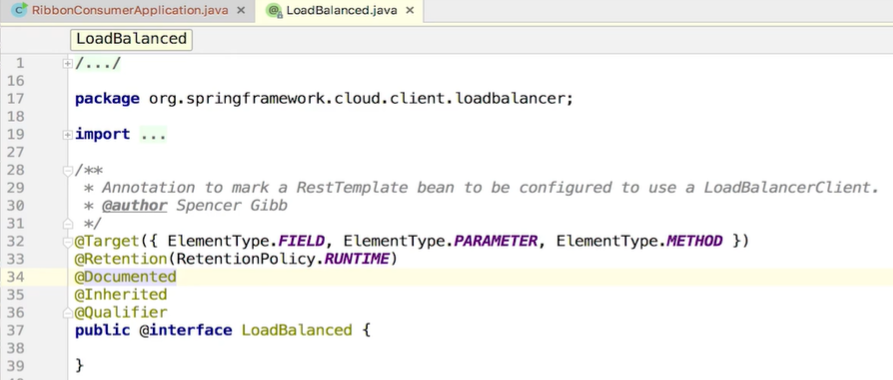 RibbonConsumerApplication.java × LoadBalanced.java ×
LoadBalanced
1 /.../
16
17 package org.springframework.cloud.client.loadbalancer;
18
19 import ...
27
28 /**
29  * Annotation to mark a RestTemplate bean to be configured to use a LoadBalancerClient.
30  * @author Spencer Gibb
31  */
32 @Target({ ElementType.FIELD, ElementType.PARAMETER, ElementType.METHOD })
33 @Retention(RetentionPolicy.RUNTIME)
34 @Documented
35 @Inherited
36 @Qualifier
37 public @interface LoadBalanced {
38
39 }